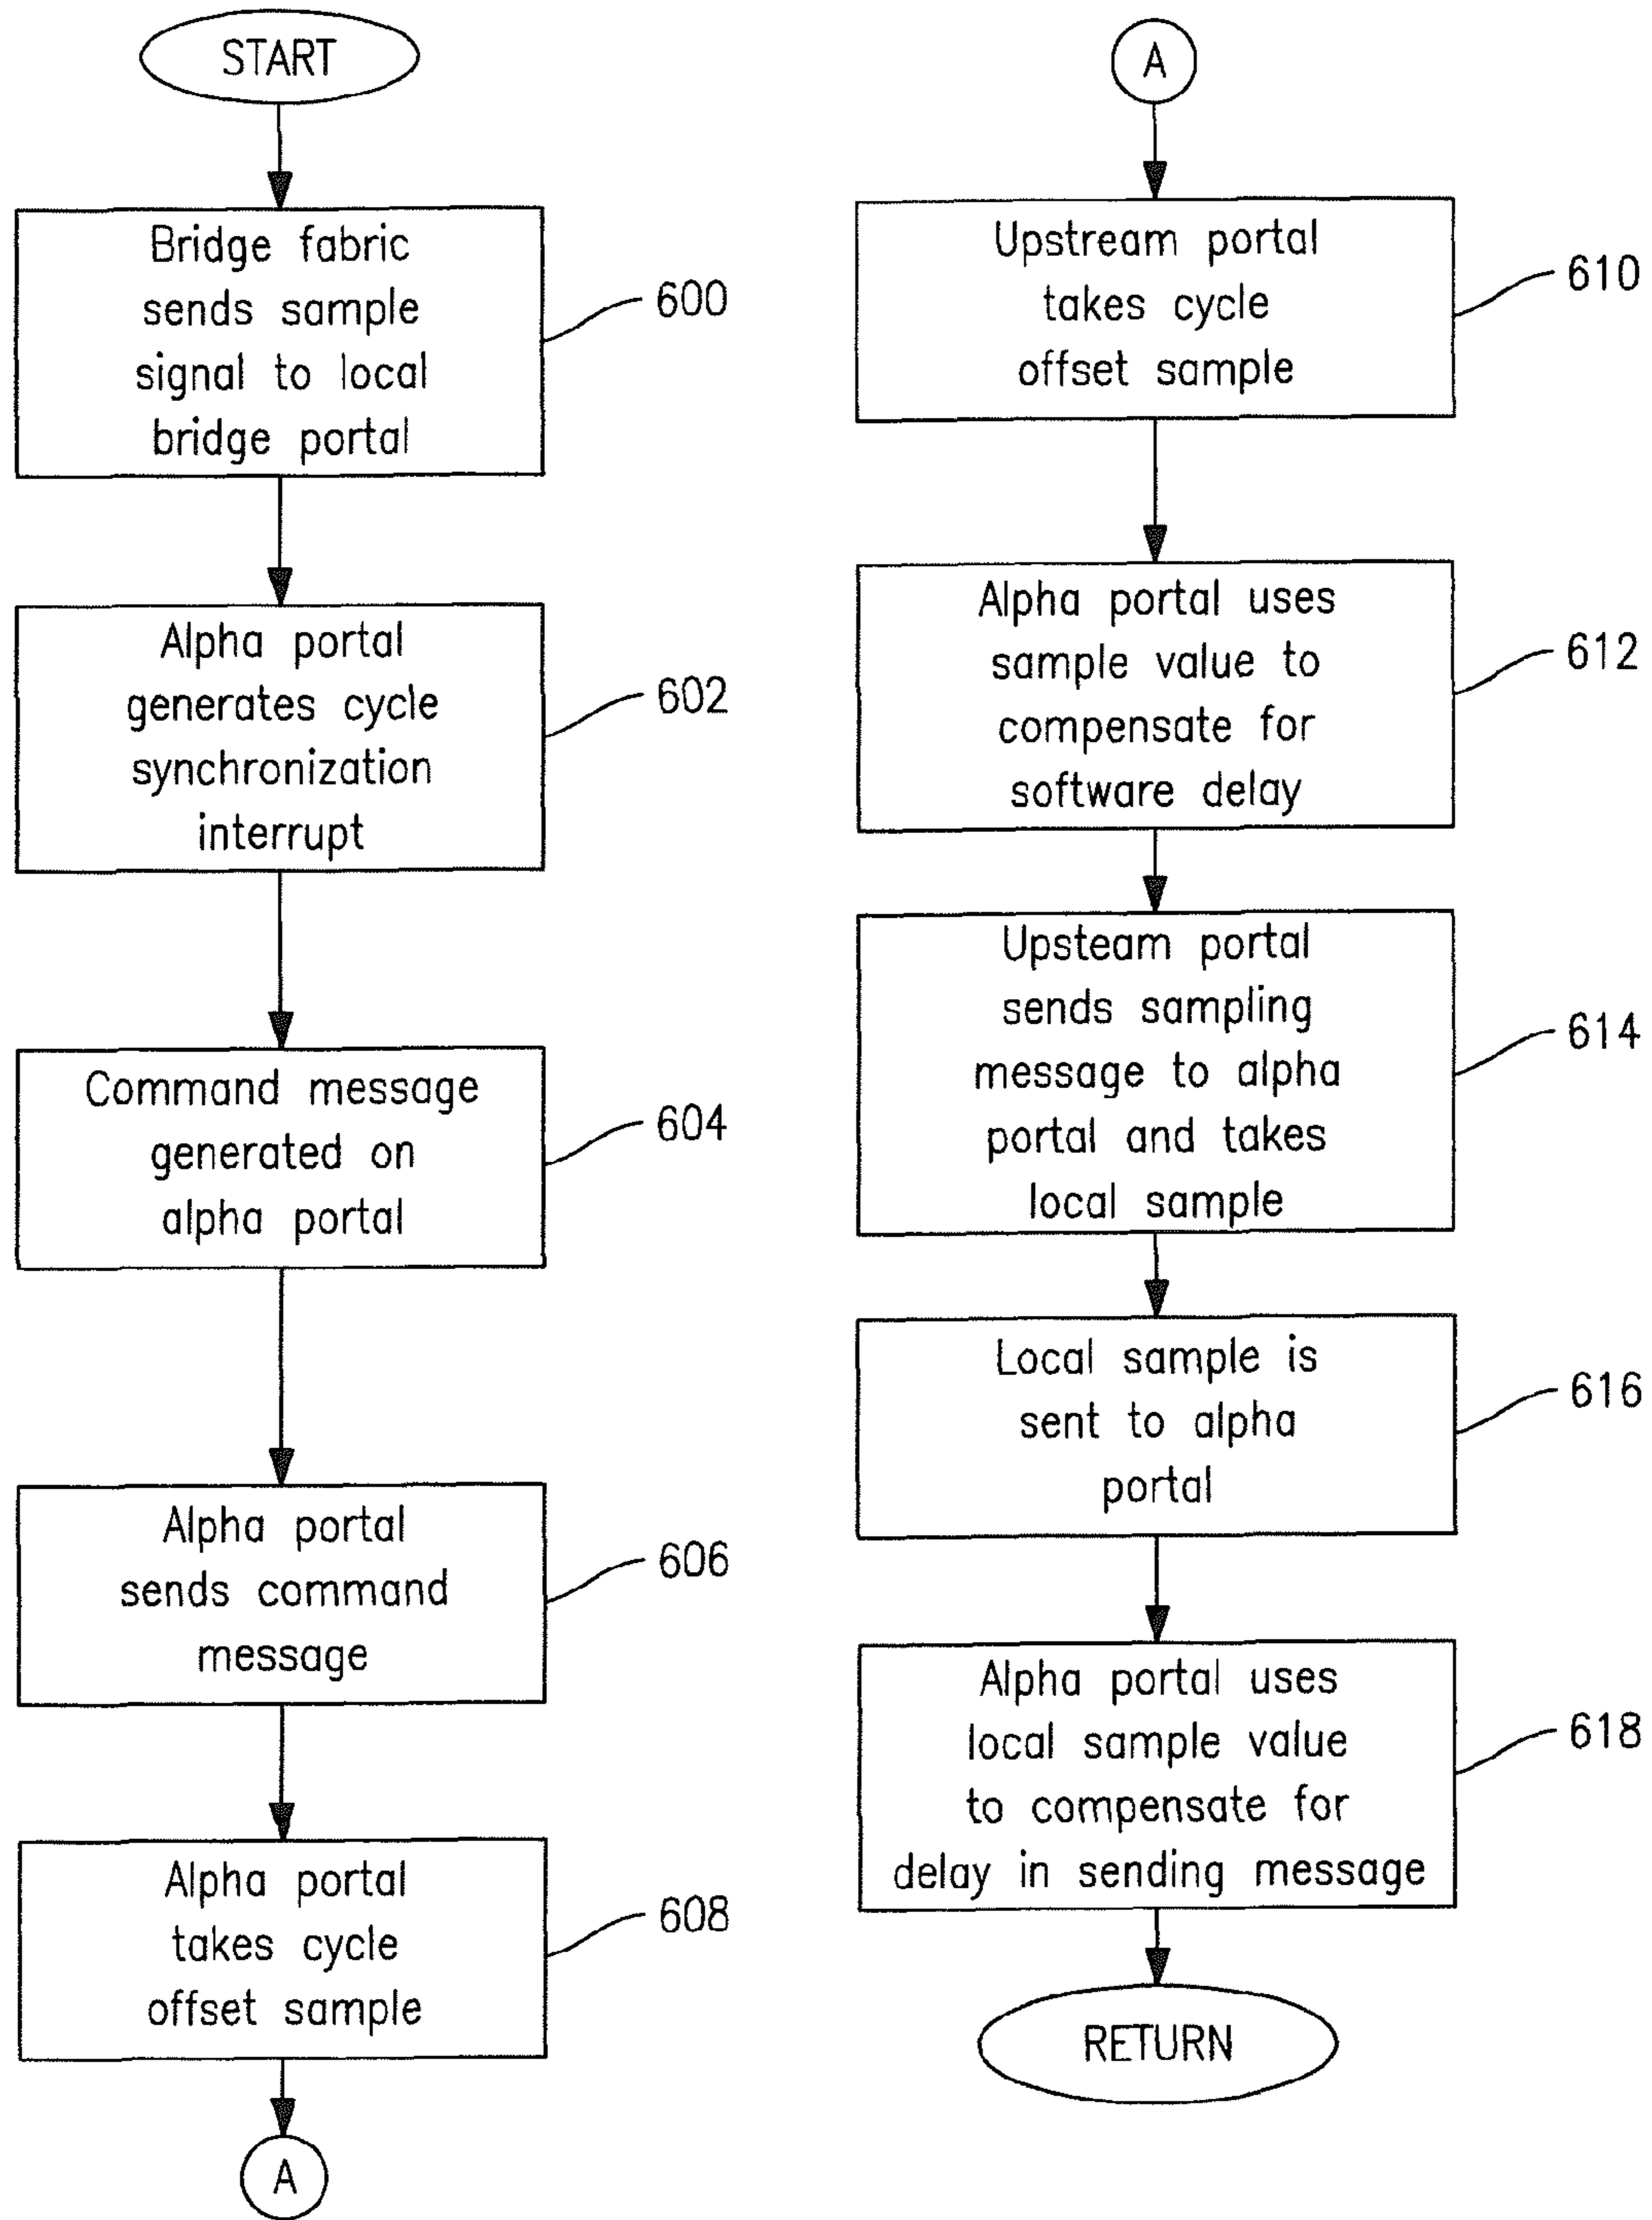 START
Bridge fabric
sends sample
signal to local
bridge portal
600
Alpha portal
generates cycle
synchronization
interrupt
602
Command message
generated on
alpha portal
604
Alpha portal
sends command
message
606
Alpha portal
takes cycle
offset sample
608
A
A
Upstream portal
takes cycle
offset sample
610
Alpha portal uses
sample value to
compensate for
software delay
612
Upsteam portal
sends sampling
message to alpha
portal and takes
local sample
614
Local sample is
sent to alpha
portal
616
Alpha portal uses
local sample value
to compensate for
delay in sending message
618
RETURN